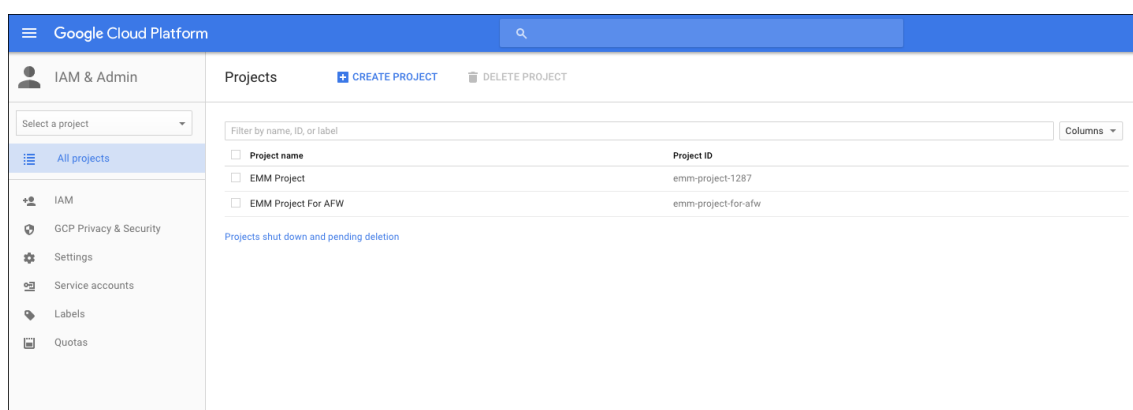 Google Cloud Platform
IAM & Admin
Projects CREATE PROJECT DELETE PROJECT
Select a project
Filter by name, ID, or label Columns
All projects
Project name Project ID
EMM Project emm-project-1287
IAM
EMM Project For AFW emm-project-for-afw
GCP Privacy & Security
Projects shut down and pending deletion
Settings
Service accounts
Labels
Quotas